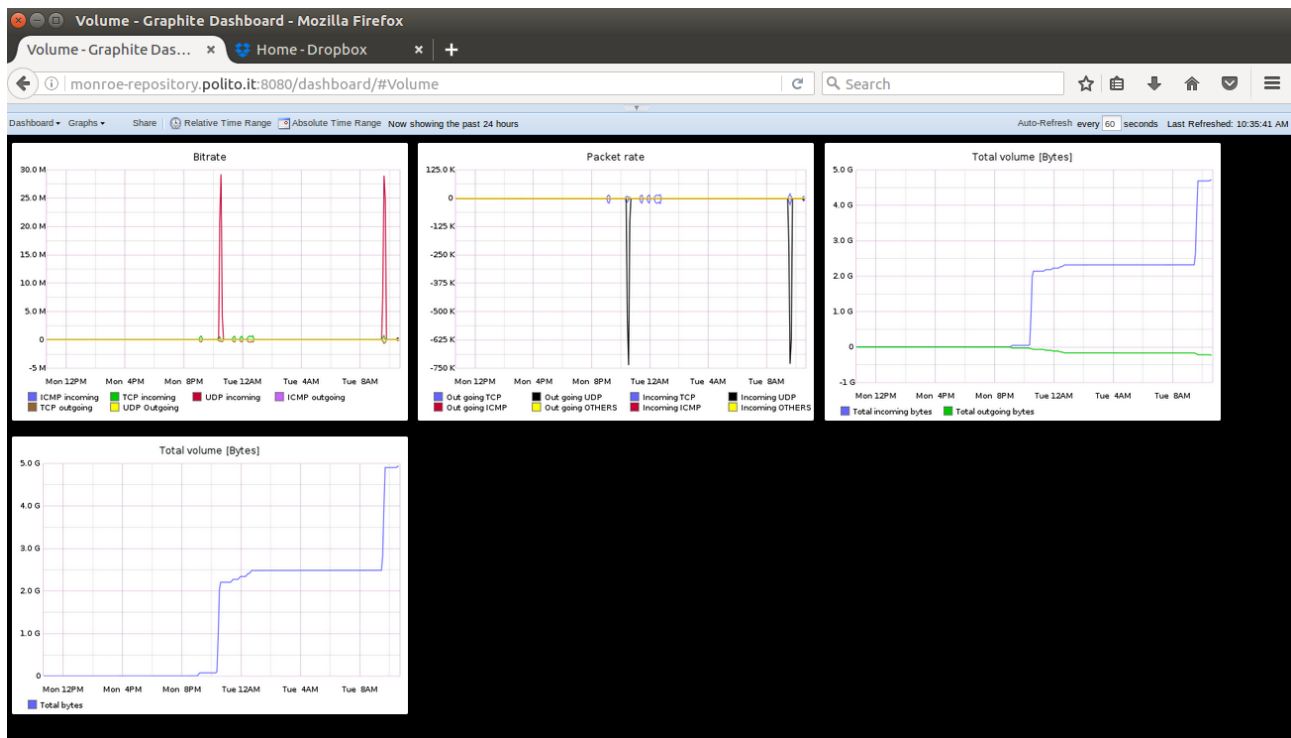 Volume - Graphite Dashboard - Mozilla Firefox
Volume - Graphite Das... × Home - Dropbox × +
monroe-repository.polito.it:8080/dashboard/#Volume Search
Dashboard Graphs Share Relative Time Range Absolute Time Range Now showing the past 24 hours Auto-Refresh every 60 seconds Last Refreshed: 10:35:41 AM
Bitrate
30.0 M
25.0 M
20.0 M
15.0 M
10.0 M
5.0 M
0
-5 M
Mon 12PM Mon 4PM Mon 8PM Tue 12AM Tue 4AM Tue 8AM
ICMP incoming TCP incoming UDP incoming ICMP outgoing
TCP outgoing UDP Outgoing
Packet rate
125.0 K
0
-125 K
-250 K
-375 K
-500 K
-625 K
-750 K
Mon 12PM Mon 4PM Mon 8PM Tue 12AM Tue 4AM Tue 8AM
Out going TCP Out going UDP Incoming TCP Incoming UDP
Out going ICMP Out going OTHERS Incoming ICMP Incoming OTHERS
Total volume [Bytes]
5.0 G
4.0 G
3.0 G
2.0 G
1.0 G
0
-1 G
Mon 12PM Mon 4PM Mon 8PM Tue 12AM Tue 4AM Tue 8AM
Total incoming bytes Total outgoing bytes
Total volume [Bytes]
5.0 G
4.0 G
3.0 G
2.0 G
1.0 G
0
Mon 12PM Mon 4PM Mon 8PM Tue 12AM Tue 4AM Tue 8AM
Total bytes